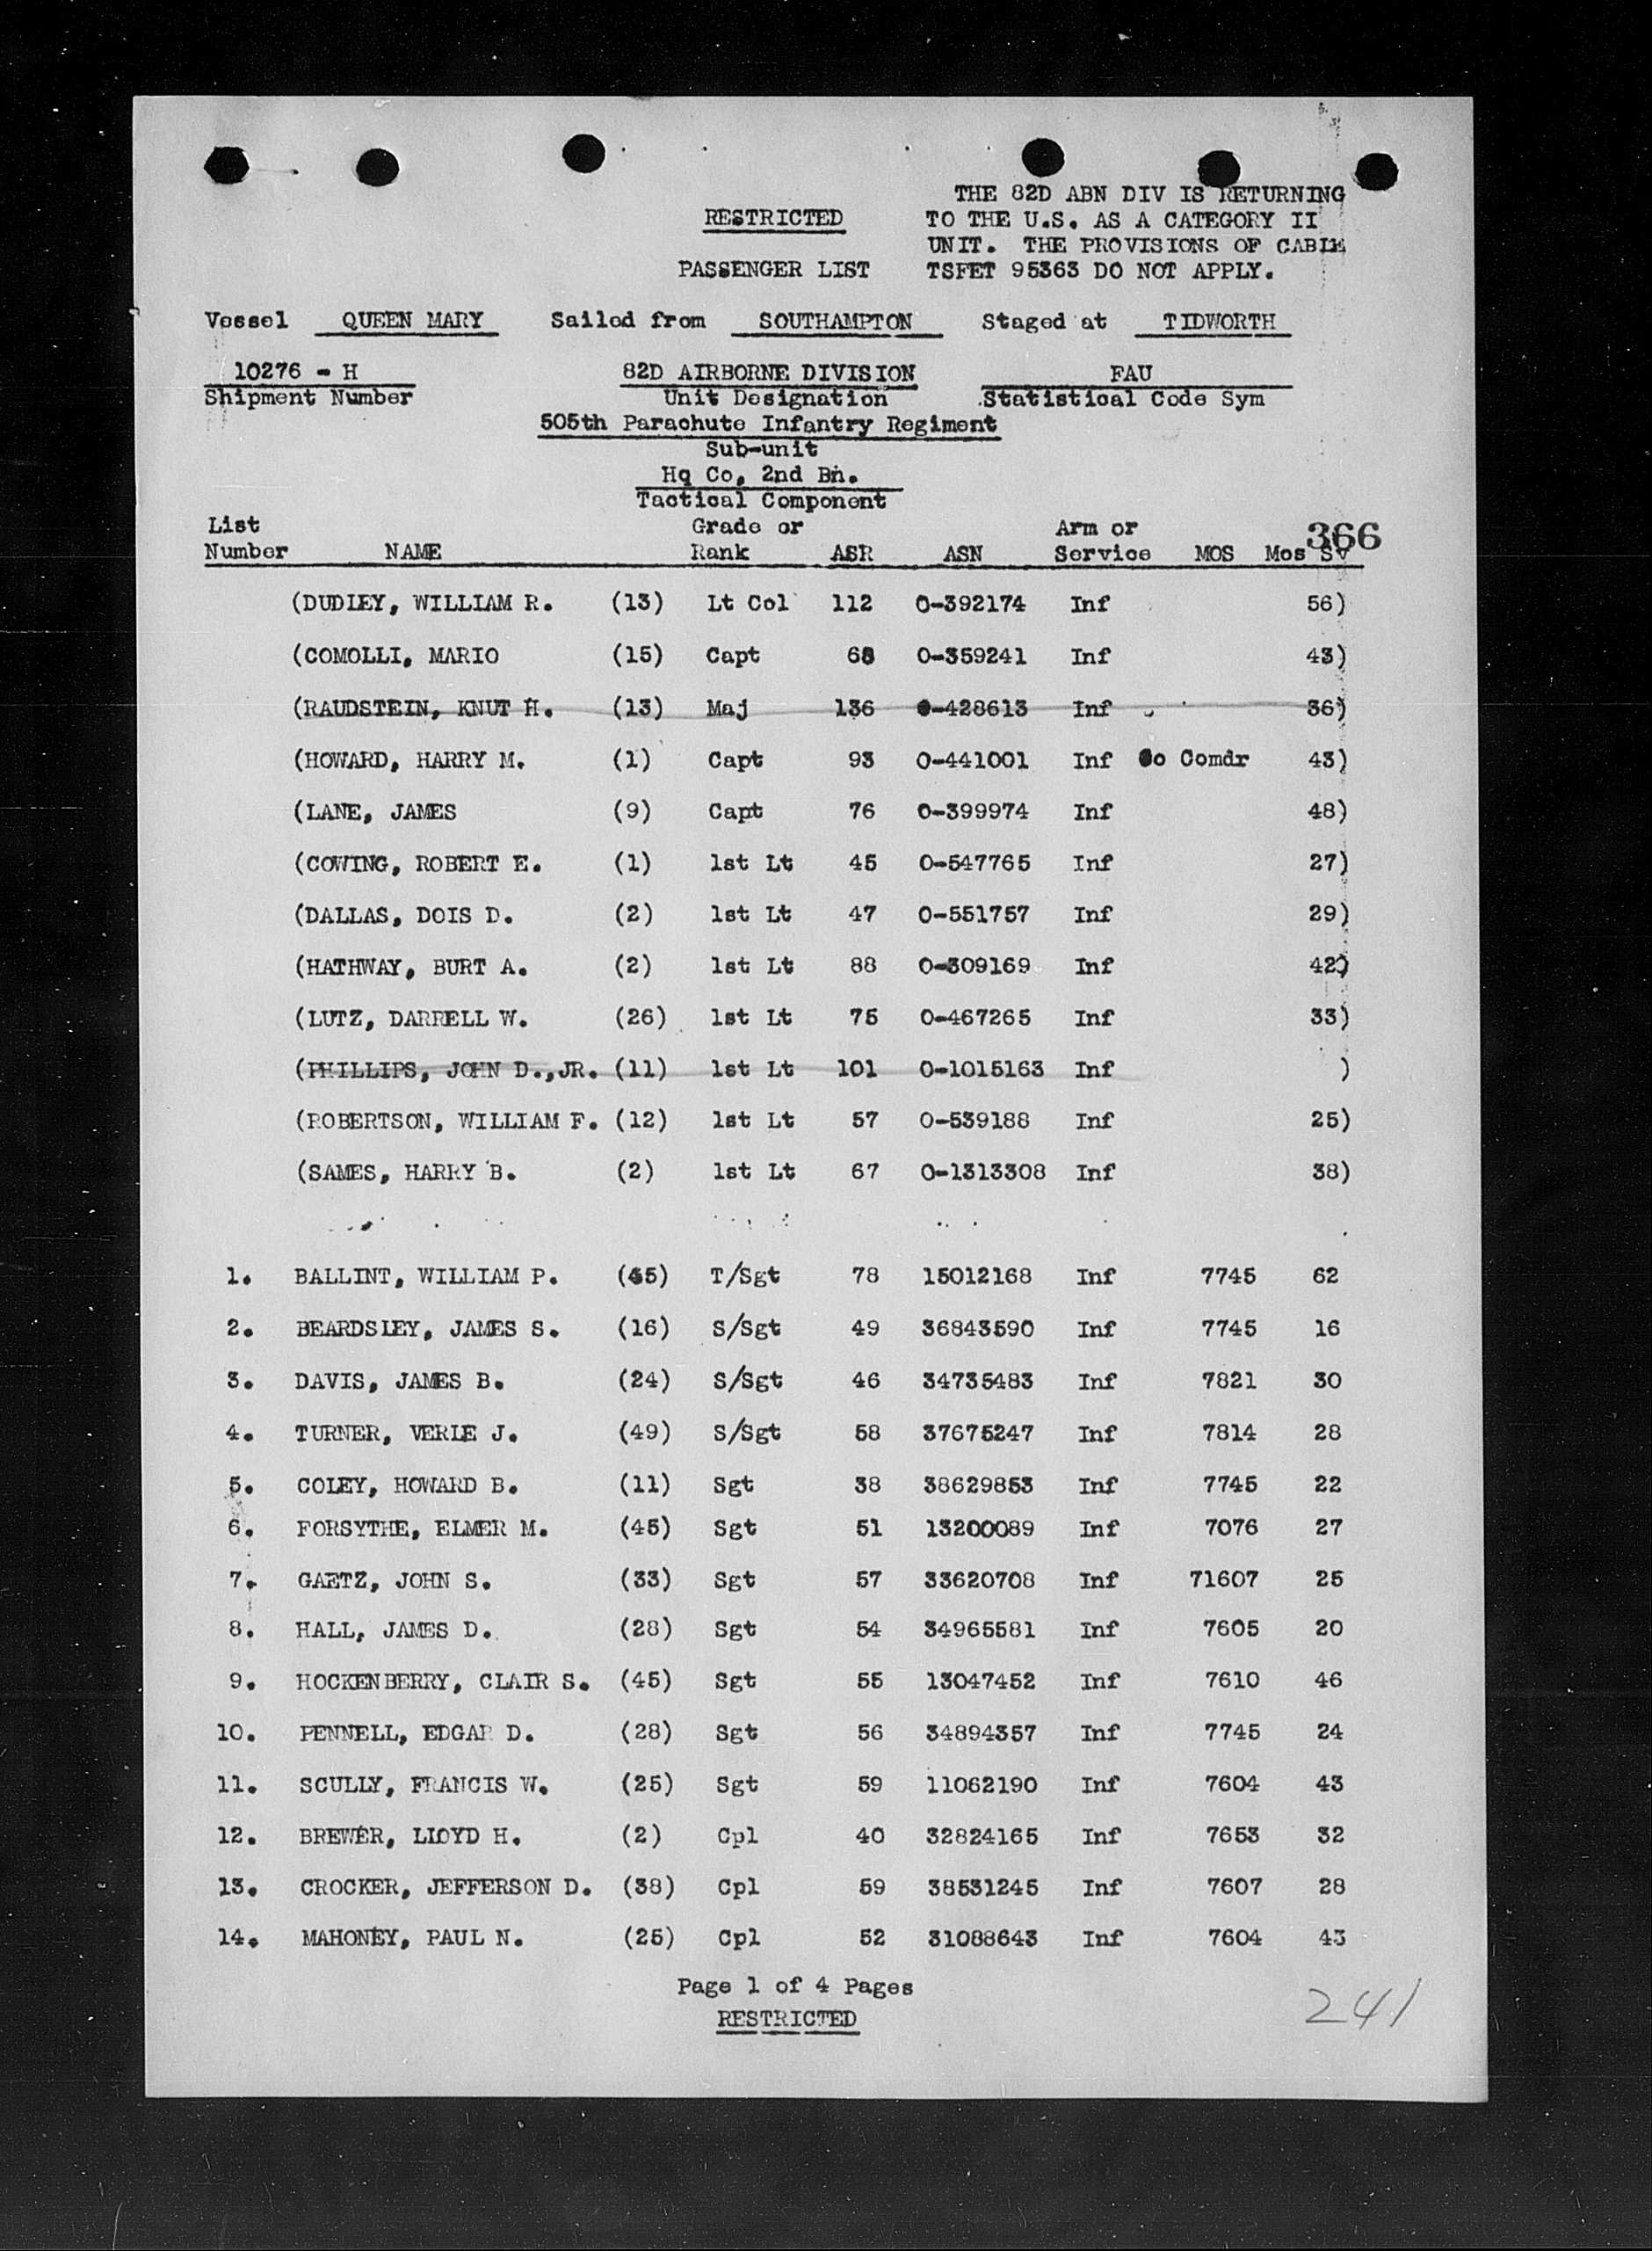 THE 82D ABN DIV IS RETURNING
RESTRICTED TO THE U.S. AS A CATEGORY II
UNIT. THE PROVISIONS OF CABLE
PASSENGER LIST TSFET 95363 DO NOT APPLY.
Vessel QUEEN MARY Sailed from SOUTHAMPTON Staged at TIDWORTH
10276 - H 82D AIRBORNE DIVISION FAU
Shipment Number Unit Designation Statistical Code Sym
505th Parachute Infantry Regiment
Sub-unit
Hq Co, 2nd Bn.
Tactical Component
List Grade or Arm or 366
Number NAME Rank ASR ASN Service MOS Mos Sv
(DUDLEY, WILLIAM R. (13) Lt Col 112 O-392174 Inf 56)
(COMOLLI, MARIO (15) Capt 68 O-359241 Inf 43)
(RAUDSTEIN, KNUT H. (13) Maj 136 O-428613 Inf 36)
(HOWARD, HARRY M. (1) Capt 93 O-441001 Inf Co Comdr 43)
(LANE, JAMES (9) Capt 76 O-399974 Inf 48)
(COWING, ROBERT E. (1) 1st Lt 45 O-547765 Inf 27)
(DALLAS, DOIS D. (2) 1st Lt 47 O-551757 Inf 29)
(HATHWAY, BURT A. (2) 1st Lt 88 O-309169 Inf 42)
(LUTZ, DARRELL W. (26) 1st Lt 75 O-467265 Inf 33)
(PHILLIPS, JOHN D.,JR. (11) 1st Lt 101 O-1015163 Inf )
(ROBERTSON, WILLIAM F. (12) 1st Lt 57 O-539188 Inf 25)
(SAMES, HARRY B. (2) 1st Lt 67 O-1313308 Inf 38)
1. BALLINT, WILLIAM P. (45) T/Sgt 78 15012168 Inf 7745 62
2. BEARDSLEY, JAMES S. (16) S/Sgt 49 36843590 Inf 7745 16
3. DAVIS, JAMES B. (24) S/Sgt 46 34735483 Inf 7821 30
4. TURNER, VERLE J. (49) S/Sgt 58 37675247 Inf 7814 28
5. COLEY, HOWARD B. (11) Sgt 38 38629853 Inf 7745 22
6. FORSYTHE, ELMER M. (45) Sgt 51 13200089 Inf 7076 27
7. GAETZ, JOHN S. (33) Sgt 57 33620708 Inf 71607 25
8. HALL, JAMES D. (28) Sgt 54 34965581 Inf 7605 20
9. HOCKENBERRY, CLAIR S. (45) Sgt 55 13047452 Inf 7610 46
10. PENNELL, EDGAR D. (28) Sgt 56 34894357 Inf 7745 24
11. SCULLY, FRANCIS W. (25) Sgt 59 11062190 Inf 7604 43
12. BREWER, LLOYD H. (2) Cpl 40 32824165 Inf 7653 32
13. CROCKER, JEFFERSON D. (38) Cpl 59 38531245 Inf 7607 28
14. MAHONEY, PAUL N. (25) Cpl 52 31088643 Inf 7604 43
Page 1 of 4 Pages
RESTRICTED
241